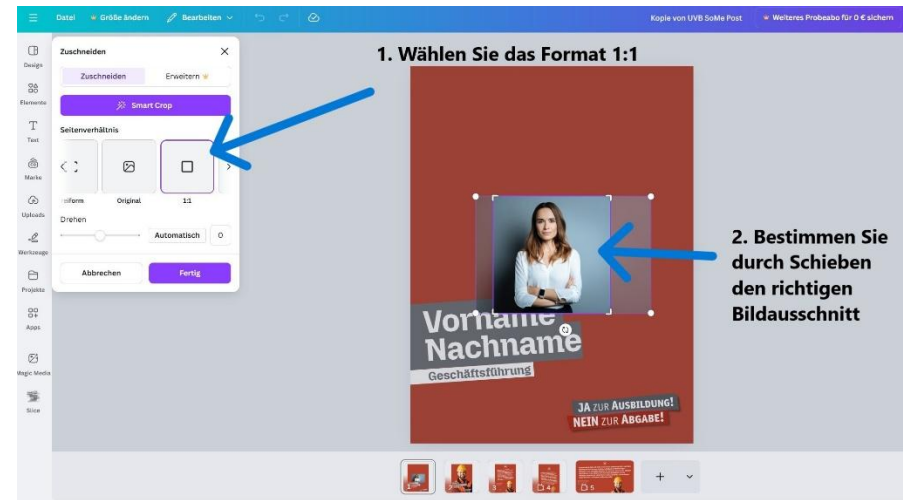 Datei
Größe ändern
Bearbeiten
Kopie von UVB SoMe Post
Weiteres Probeabo für 0 € sichern
Design
Elemente
Text
Marke
Uploads
Werkzeuge
Projekte
Apps
Magic Media
Slice
Zuschneiden
Zuschneiden
Erweitern
Smart Crop
Seitenverhältnis
Original
1:1
Drehen
Automatisch
0
Abbrechen
Fertig
1. Wählen Sie das Format 1:1
2. Bestimmen Sie
durch Schieben
den richtigen
Bildausschnitt
Vorname
Nachname
Geschäftsführung
JA ZUR AUSBILDUNG!
NEIN ZUR ABGABE!
3
4
5